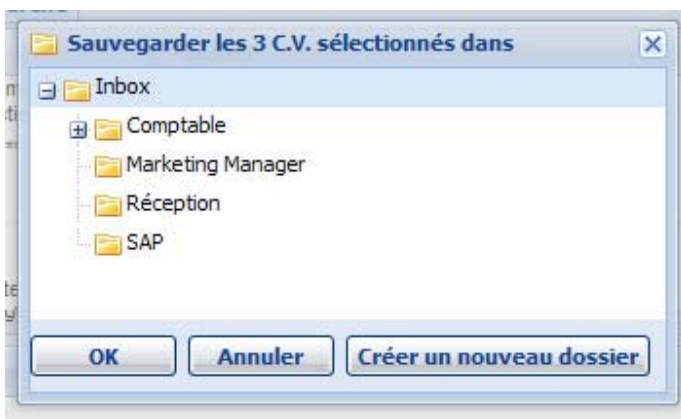 Sauvegarder les 3 C.V. sélectionnés dans
Inbox
Comptable
Marketing Manager
Réception
SAP
OK Annuler Créer un nouveau dossier